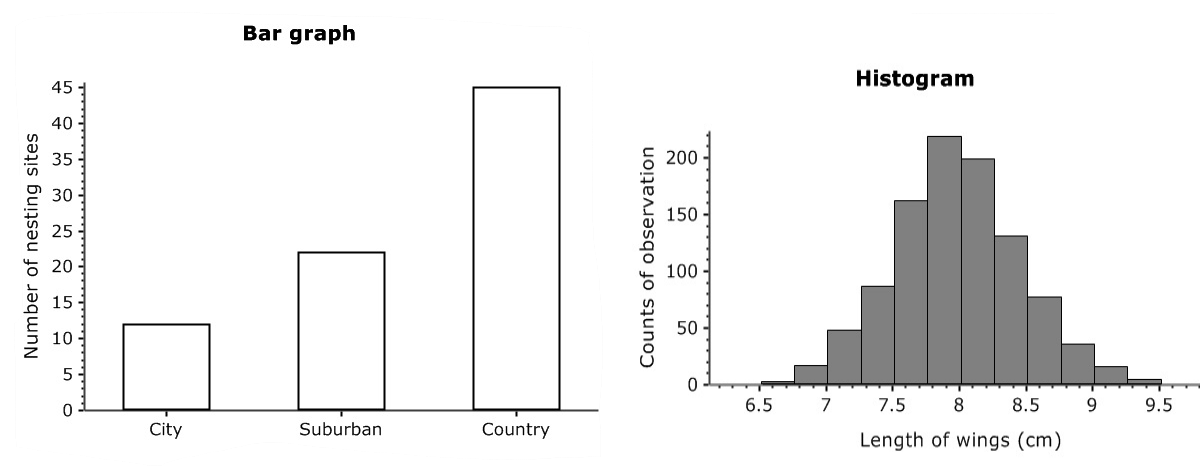 Bar graph
Number of nesting sites
45
40
35
30
25
20
15
10
5
0
City Suburban Country
Histogram
Counts of observation
200
150
100
50
0
6.5 7 7.5 8 8.5 9 9.5
Length of wings (cm)